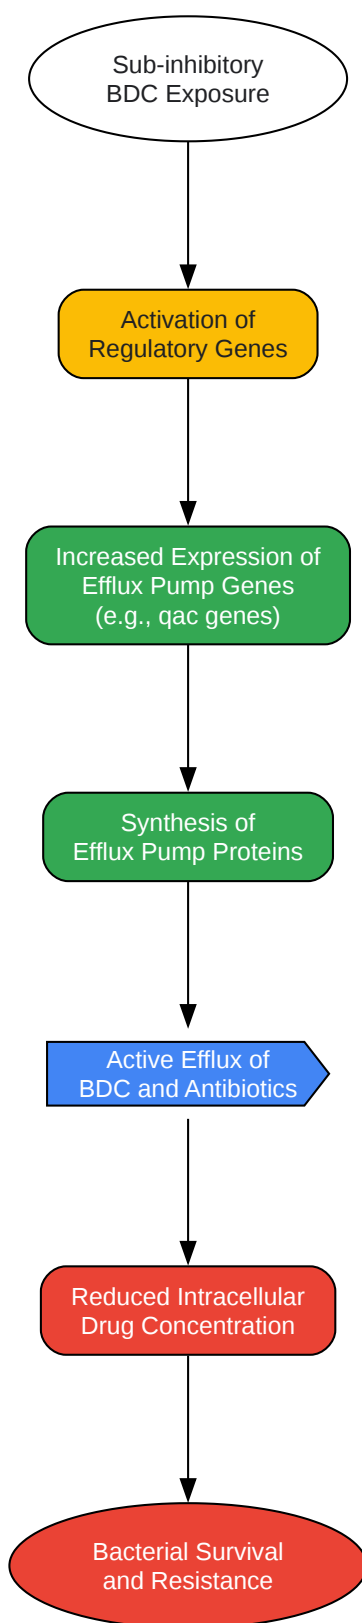 Sub-inhibitory
BDC Exposure
Activation of
Regulatory Genes
Increased Expression of
Efflux Pump Genes
(e.g., qac genes)
Synthesis of
Efflux Pump Proteins
Active Efflux of
BDC and Antibiotics
Reduced Intracellular
Drug Concentration
Bacterial Survival
and Resistance